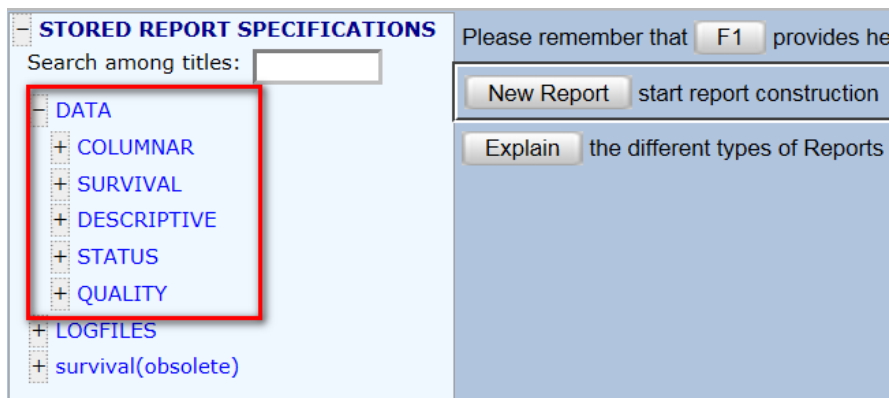 − STORED REPORT SPECIFICATIONS
Search among titles:
− DATA
+ COLUMNAR
+ SURVIVAL
+ DESCRIPTIVE
+ STATUS
+ QUALITY
+ LOGFILES
+ survival(obsolete)
Please remember that F1 provides he
New Report start report construction
Explain the different types of Reports